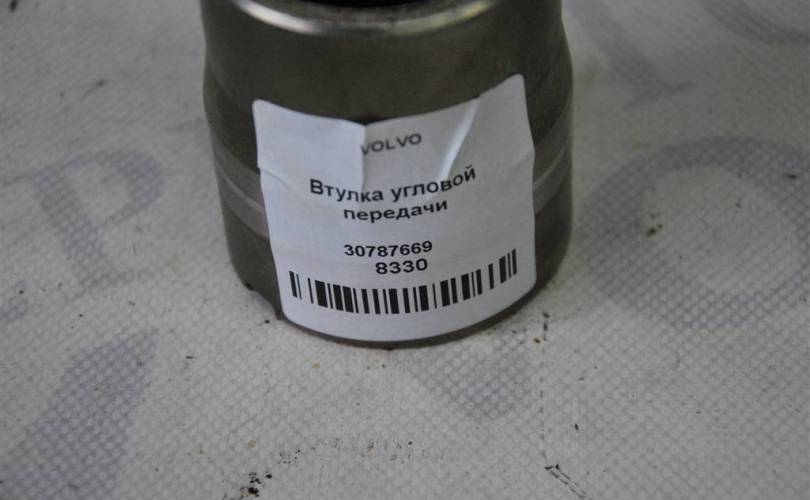 VOLVO
Втулка угловой
передачи
30787669
8330